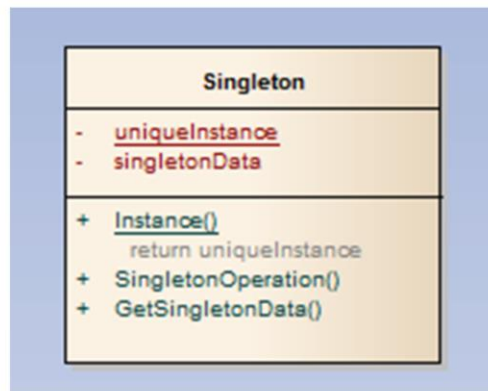 Singleton
- uniqueInstance
- singletonData
+ Instance()
return uniqueInstance
+ SingletonOperation()
+ GetSingletonData()